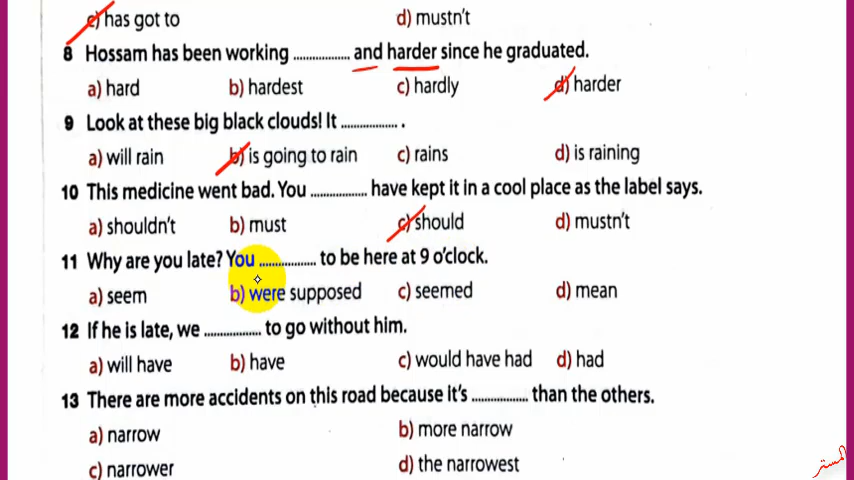 c) has got to d) mustn't
8 Hossam has been working .................. and harder since he graduated.
a) hard b) hardest c) hardly d) harder
9 Look at these big black clouds! It .................. .
a) will rain b) is going to rain c) rains d) is raining
10 This medicine went bad. You .................. have kept it in a cool place as the label says.
a) shouldn't b) must c) should d) mustn't
11 Why are you late? You .................. to be here at 9 o'clock.
a) seem b) were supposed c) seemed d) mean
12 If he is late, we .................. to go without him.
a) will have b) have c) would have had d) had
13 There are more accidents on this road because it's .................. than the others.
a) narrow b) more narrow
c) narrower d) the narrowest
المستر